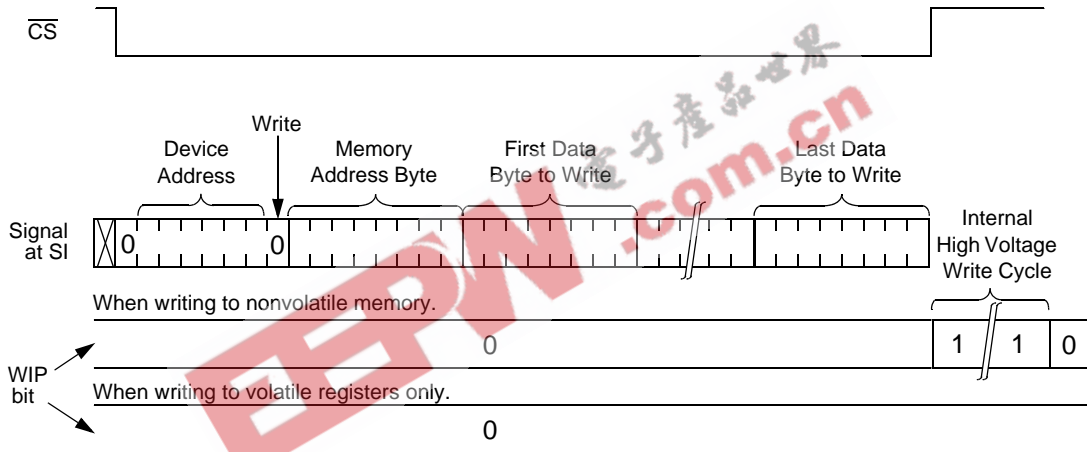 CS
Write
Device
Address
Memory
Address Byte
First Data
Byte to Write
Last Data
Byte to Write
Signal
at SI
0
0
Internal
High Voltage
Write Cycle
When writing to nonvolatile memory.
0
1
1
0
WIP
bit
When writing to volatile registers only.
0
EEPW
.com.cn
電子產品世界